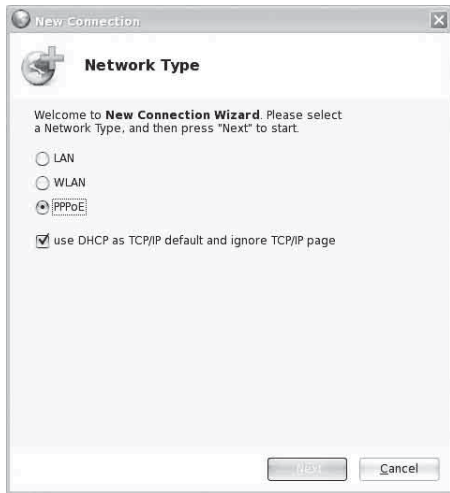 New Connection
Network Type
Welcome to New Connection Wizard. Please select
a Network Type, and then press "Next" to start.
LAN
WLAN
PPPoE
use DHCP as TCP/IP default and ignore TCP/IP page
Next
Cancel